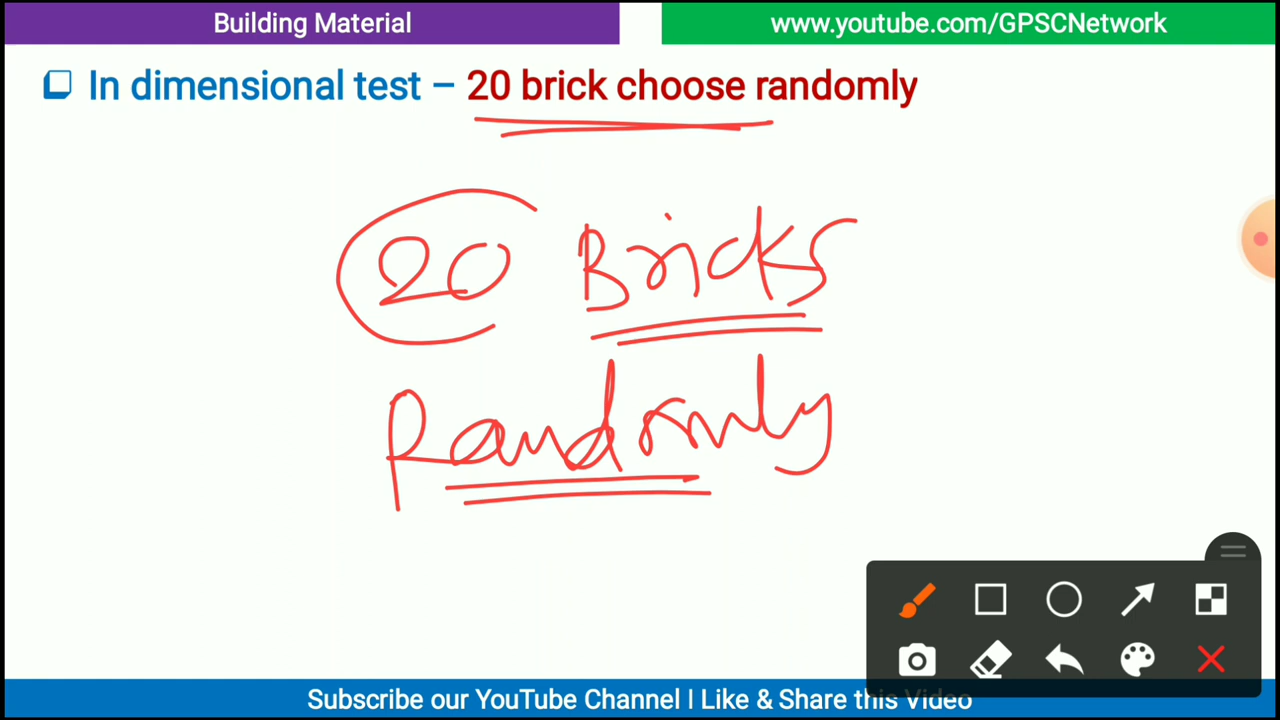 Building Material
www.youtube.com/GPSCNetwork
In dimensional test – 20 brick choose randomly
20 Bricks
Randomly
Subscribe our YouTube Channel I Like & Share this Video